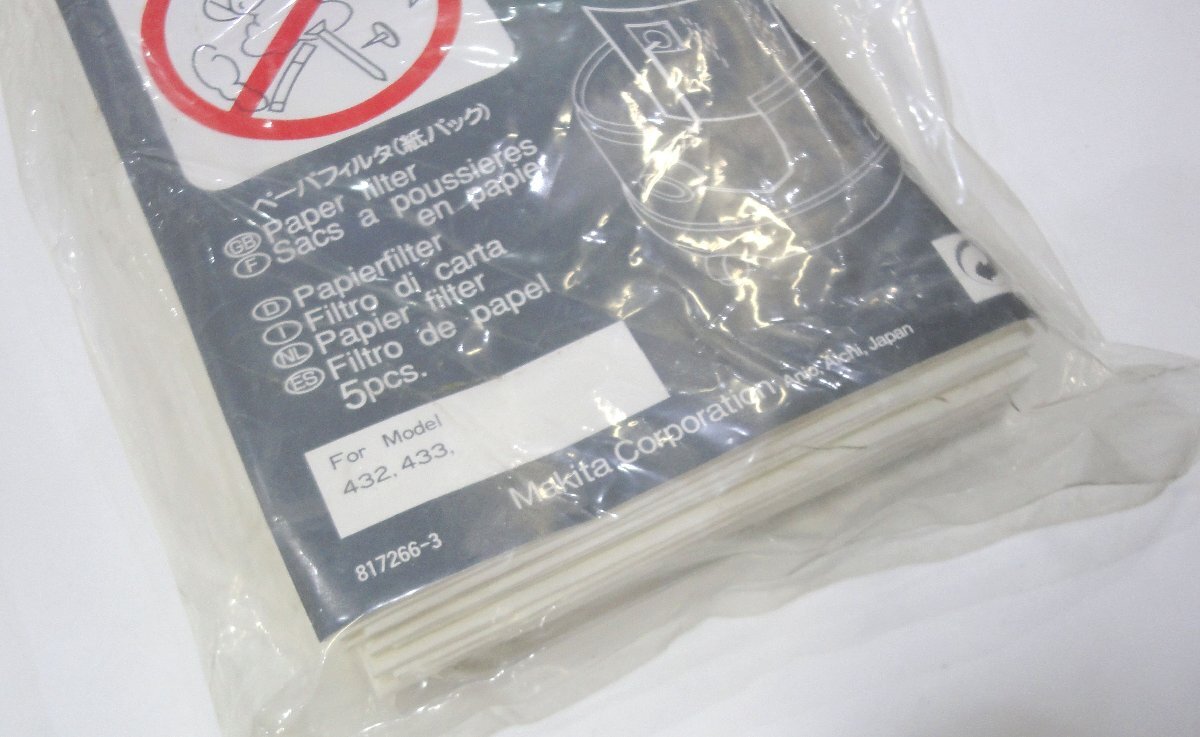 ペーパフィルタ(紙パック)
GB Paper filter
F Sacs a poussieres
en papier
D Papierfilter
I Filtro di carta
NL Papier filter
ES Filtro de papel
5pcs.
For Model
432, 433,
Makita Corporation Anjo, Aichi, Japan
817266-3